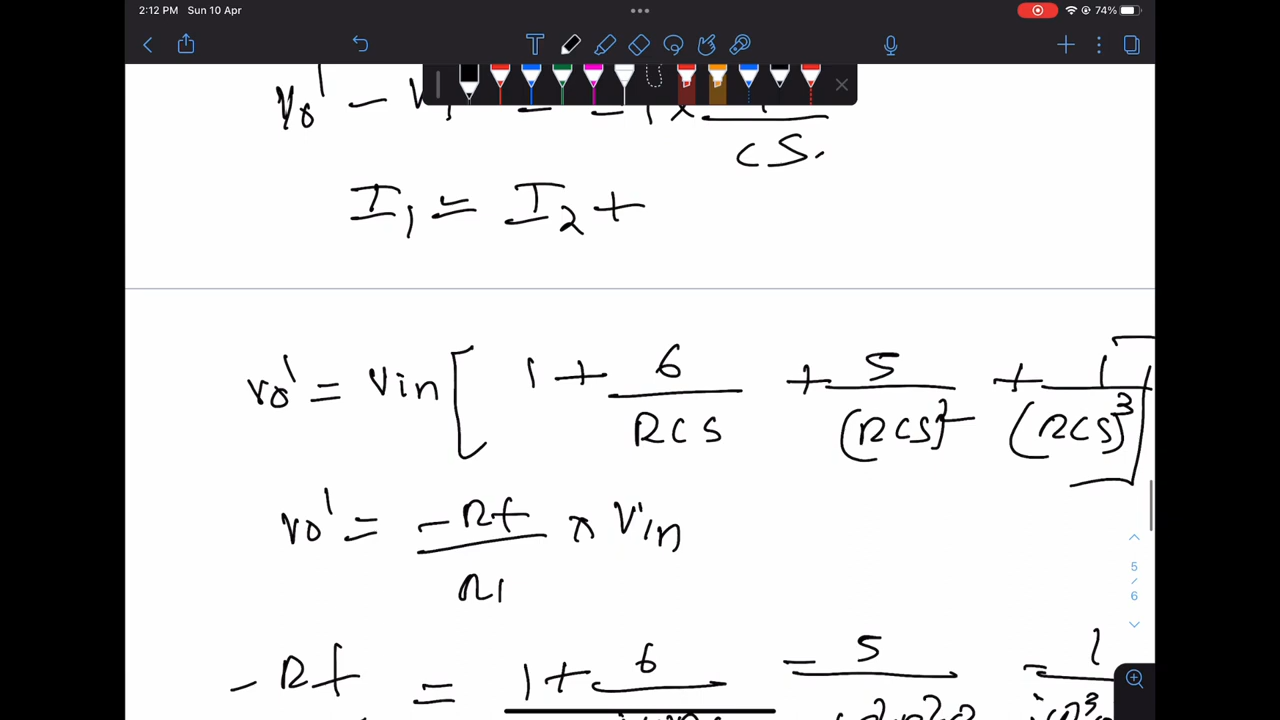 2:12 PM Sun 10 Apr 74%
T
Vo' -
CS.
I1 = I2 +
Vo' = Vin [ 1 + 6/RCS + 5/(RCS)^2 + 1/(RCS)^3 ]
Vo' = -Rf/R1 x Vin
5
/
6
-Rf = 1 + 6 - 5 - 1